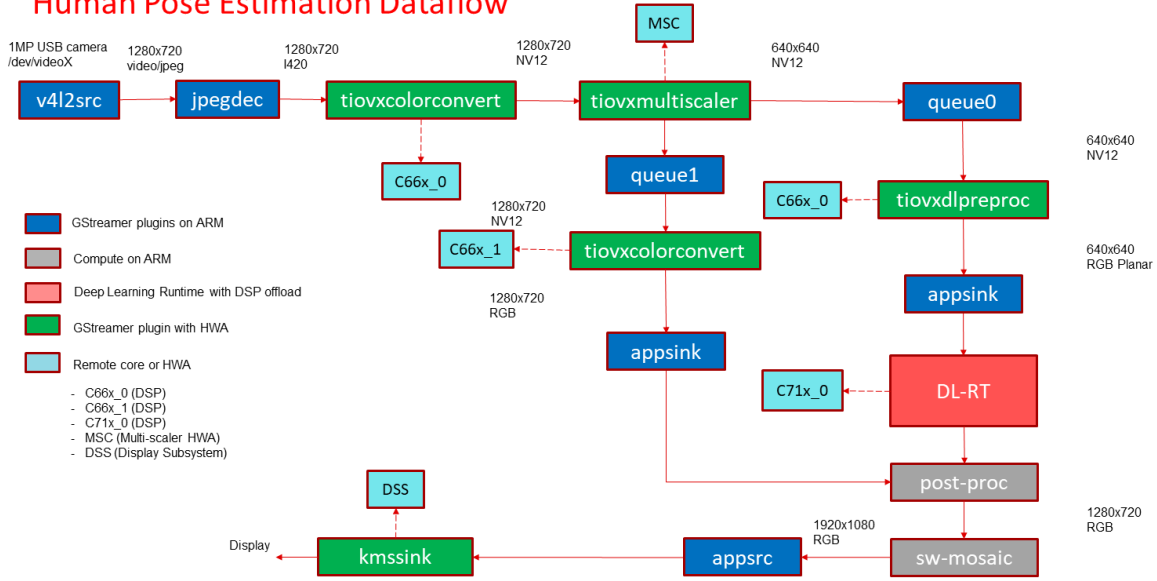 Human Pose Estimation Dataflow
1MP USB camera
/dev/videoX
1280x720
video/jpeg
1280x720
I420
1280x720
NV12
MSC
640x640
NV12
v4l2src
jpegdec
tiovxcolorconvert
tiovxmultiscaler
queue0
640x640
NV12
C66x_0
queue1
C66x_0
tiovxdlpreproc
1280x720
NV12
C66x_1
tiovxcolorconvert
640x640
RGB Planar
1280x720
RGB
appsink
appsink
C71x_0
DL-RT
GStreamer plugins on ARM
Compute on ARM
Deep Learning Runtime with DSP offload
GStreamer plugin with HWA
Remote core or HWA
- C66x_0 (DSP)
- C66x_1 (DSP)
- C71x_0 (DSP)
- MSC (Multi-scaler HWA)
- DSS (Display Subsystem)
DSS
post-proc
1280x720
RGB
1920x1080
RGB
Display
kmssink
appsrc
sw-mosaic